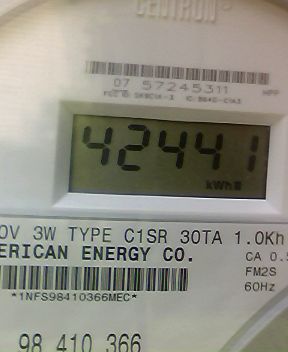 CENTRON
07 57245311
42441
kWh
0V 3W TYPE C1SR 30TA 1.0Kh
ERICAN ENERGY CO.
CA 0.5
FM2S
*1NFS98410366MEC*
60Hz
98 410 366